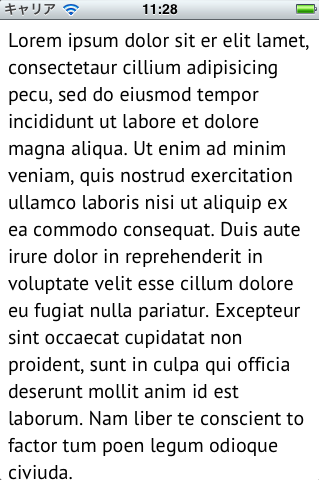 キャリア 11:28
Lorem ipsum dolor sit er elit lamet,
consectetaur cillium adipisicing
pecu, sed do eiusmod tempor
incididunt ut labore et dolore
magna aliqua. Ut enim ad minim
veniam, quis nostrud exercitation
ullamco laboris nisi ut aliquip ex
ea commodo consequat. Duis aute
irure dolor in reprehenderit in
voluptate velit esse cillum dolore
eu fugiat nulla pariatur. Excepteur
sint occaecat cupidatat non
proident, sunt in culpa qui officia
deserunt mollit anim id est
laborum. Nam liber te conscient to
factor tum poen legum odioque
civiuda.